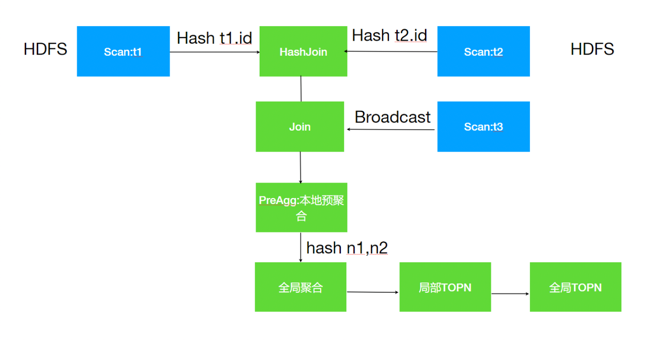 HDFS
Scan:t1
Hash t1.id
HashJoin
Hash t2.id
Scan:t2
HDFS
Join
Broadcast
Scan:t3
PreAgg:本地预聚
合
hash n1,n2
全局聚合
局部TOPN
全局TOPN